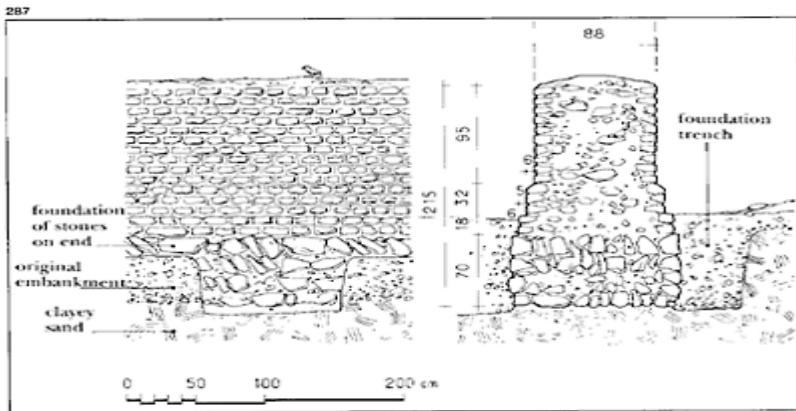 287
88
foundation
trench
95
215
18 32
70
foundation
of stones
on end
original
embankment
clayey
sand
0 50 100 200 cm